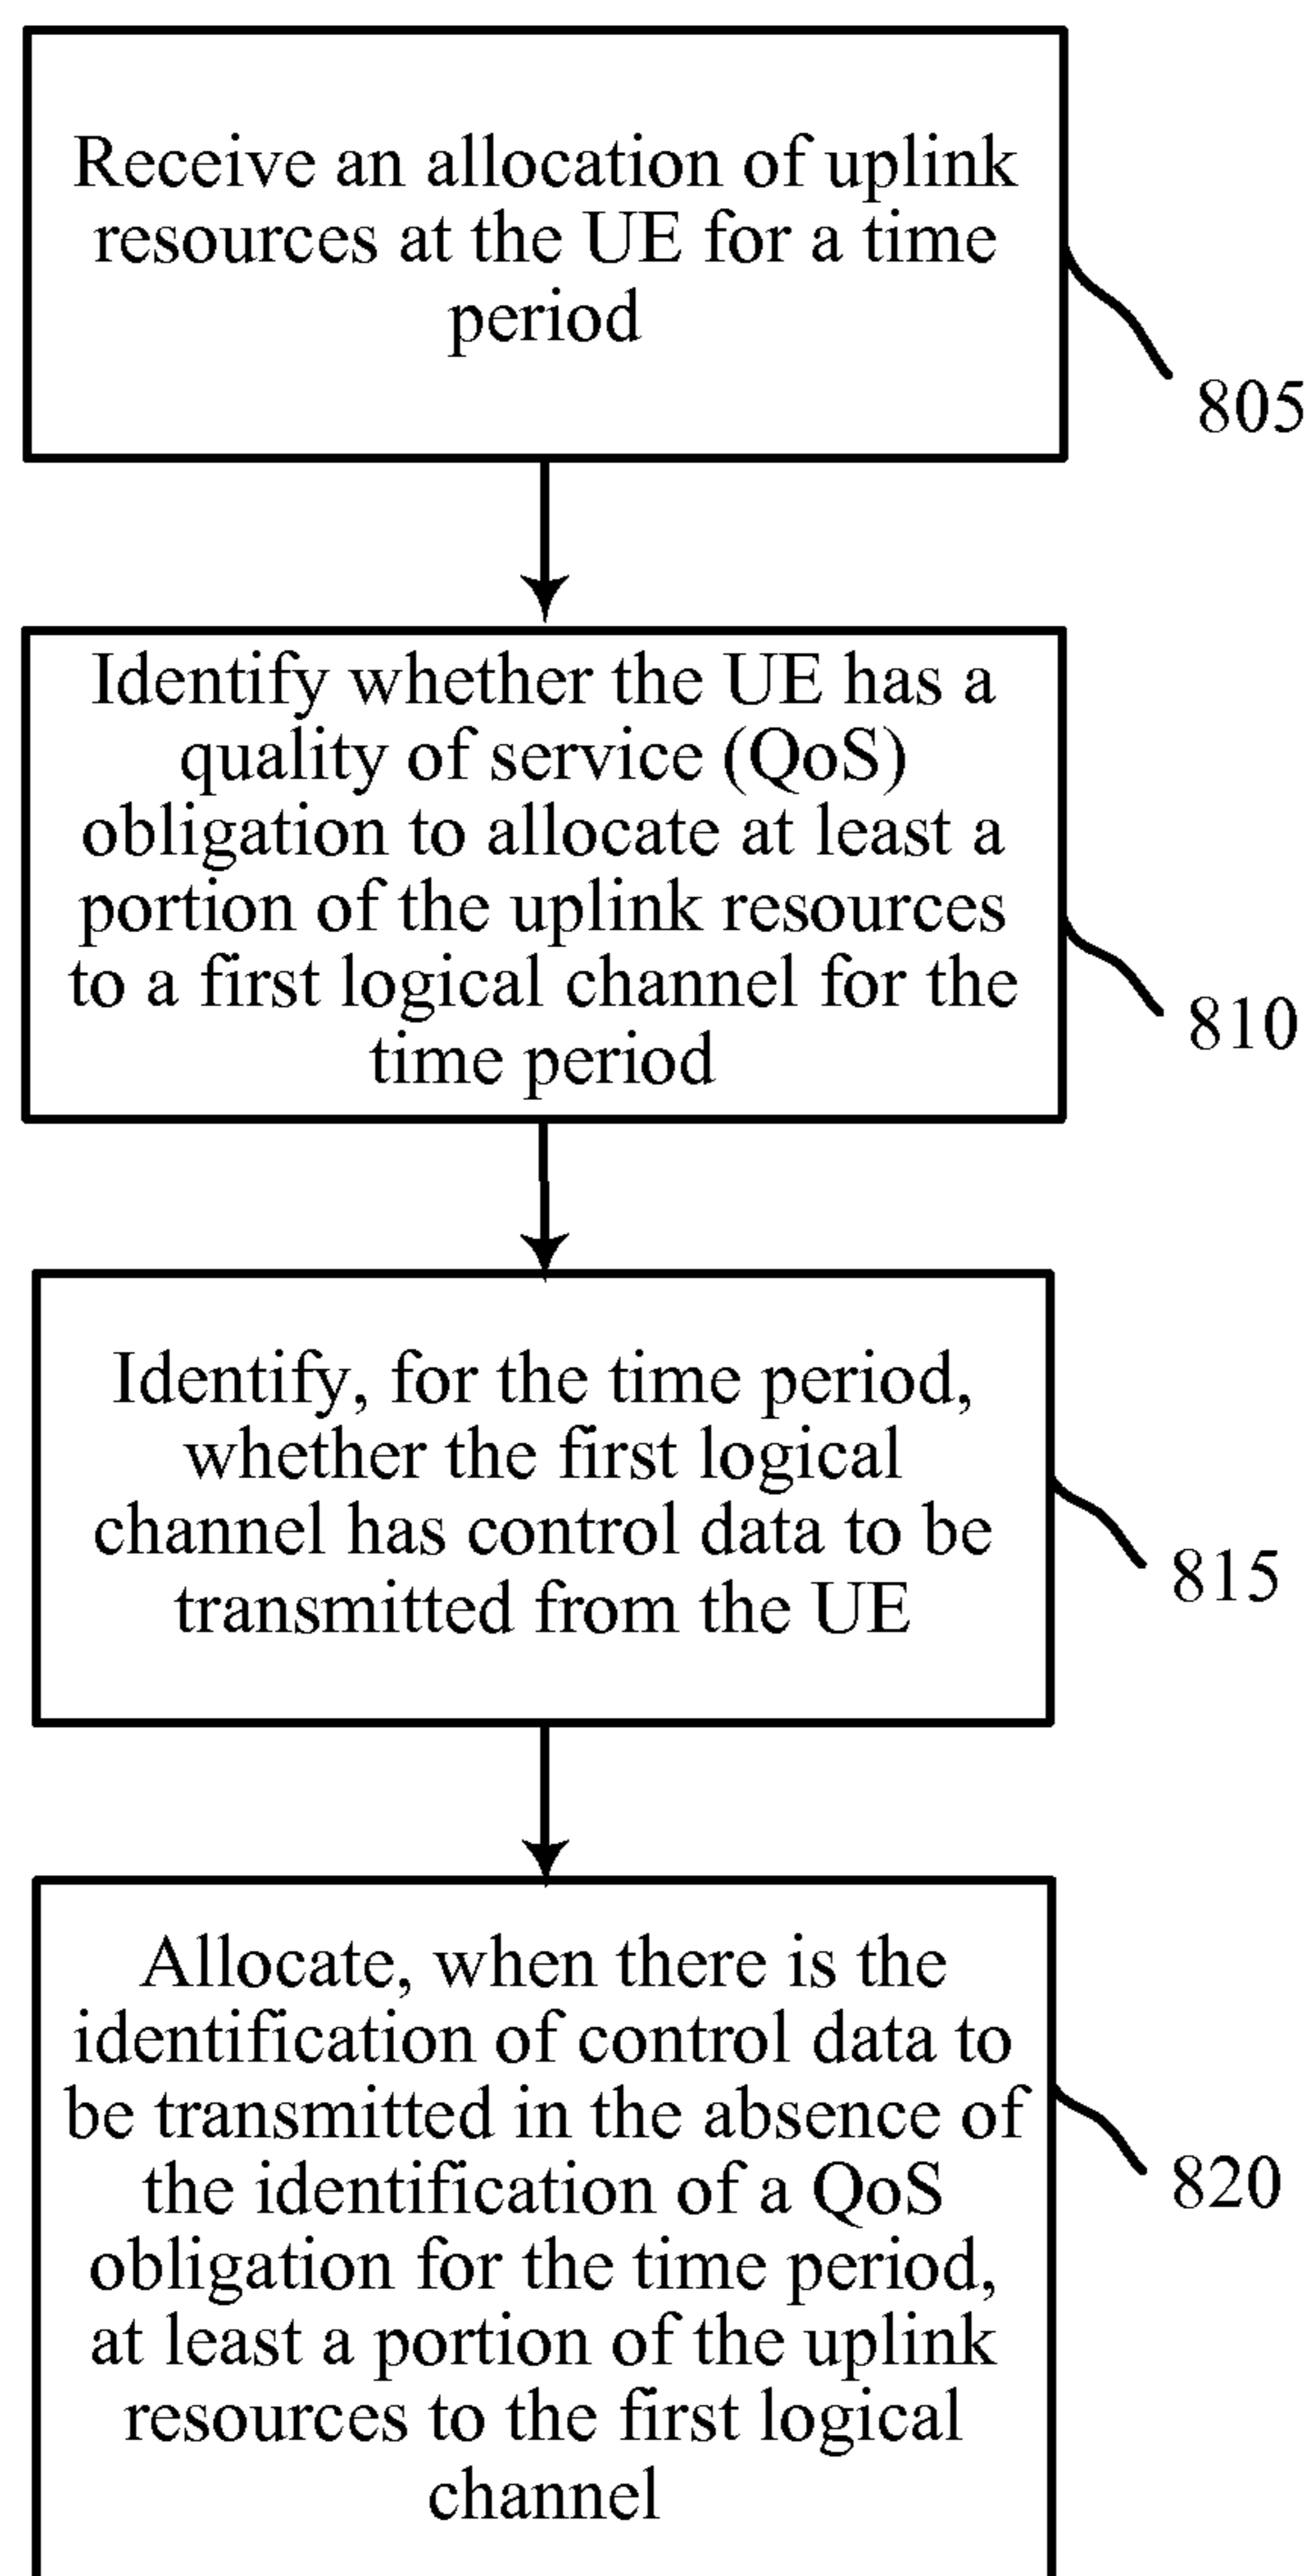 Receive an allocation of uplink
resources at the UE for a time
period
805
Identify whether the UE has a
quality of service (QoS)
obligation to allocate at least a
portion of the uplink resources
to a first logical channel for the
time period
810
Identify, for the time period,
whether the first logical
channel has control data to be
transmitted from the UE
815
Allocate, when there is the
identification of control data to
be transmitted in the absence of
the identification of a QoS
obligation for the time period,
at least a portion of the uplink
resources to the first logical
channel
820